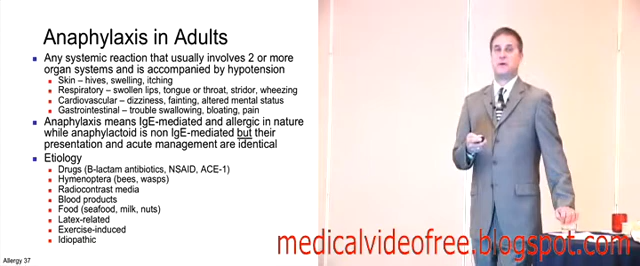 Anaphylaxis in Adults
Any systemic reaction that usually involves 2 or more
organ systems and is accompanied by hypotension
Skin – hives, swelling, itching
Respiratory – swollen lips, tongue or throat, stridor, wheezing
Cardiovascular – dizziness, fainting, altered mental status
Gastrointestinal – trouble swallowing, bloating, pain
Anaphylaxis means IgE-mediated and allergic in nature
while anaphylactoid is non IgE-mediated but their
presentation and acute management are identical
Etiology
Drugs (B-lactam antibiotics, NSAID, ACE-1)
Hymenoptera (bees, wasps)
Radiocontrast media
Blood products
Food (seafood, milk, nuts)
Latex-related
Exercise-induced
Idiopathic
Allergy 37
medicalvideofree.blogspot.com